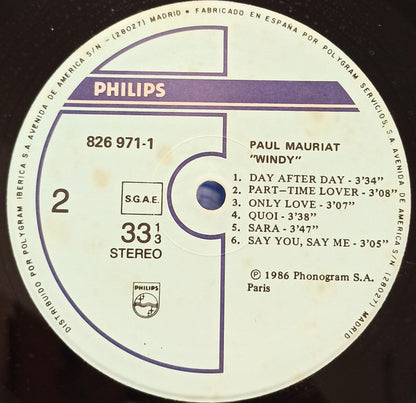 DISTRIBUIDO POR POLYGRAM IBERICA S.A. AVENIDA DE AMERICA S/N - (28027) MADRID • FABRICADO EN ESPAÑA POR POLYGRAM SERVICIOS, S.A. AVENIDA DE AMERICA S/N (28027) MADRID
PHILIPS
826 971-1
PAUL MAURIAT
"WINDY"
2
S.G.A.E.
33 1/3
STEREO
PHILIPS
1. DAY AFTER DAY - 3'34"
2. PART-TIME LOVER - 3'08"
3. ONLY LOVE - 3'07"
4. QUOI - 3'38"
5. SARA - 3'47"
6. SAY YOU, SAY ME - 3'05"
℗ 1986 Phonogram S.A.
Paris